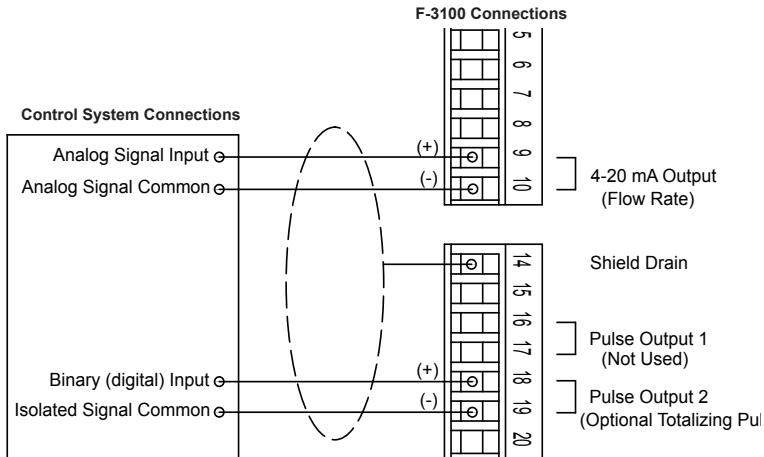 F-3100 Connections
5
6
7
8
9
10
Control System Connections
Analog Signal Input
Analog Signal Common
(+)
(-)
4-20 mA Output
(Flow Rate)
14
15
16
17
18
19
20
Shield Drain
Pulse Output 1
(Not Used)
Binary (digital) Input
Isolated Signal Common
(+)
(-)
Pulse Output 2
(Optional Totalizing Pul